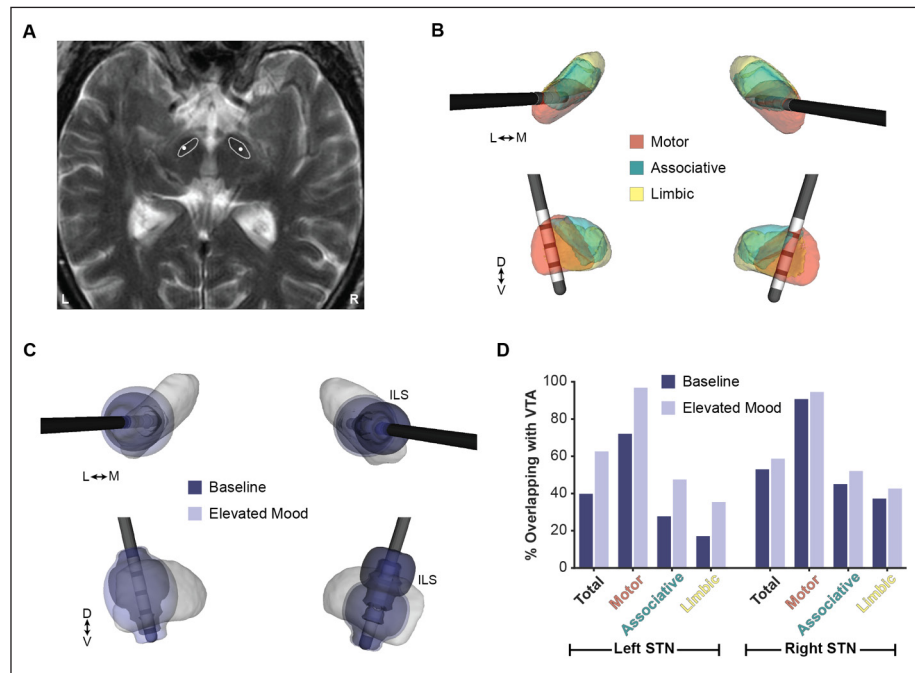 A
L
R
B
L↔M
Motor
Associative
Limbic
D
↕
V
C
ILS
L↔M
Baseline
Elevated Mood
ILS
D
↕
V
D
% Overlapping with VTA
100
80
60
40
20
0
Baseline
Elevated Mood
Total Motor Associative Limbic Total Motor Associative Limbic
Left STN Right STN